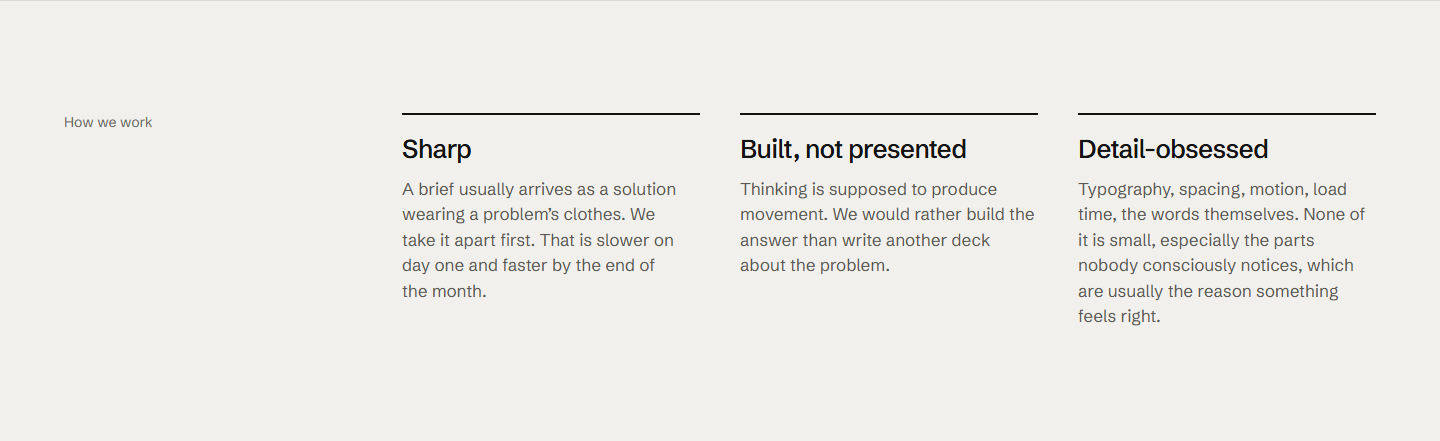 How we work
Sharp
A brief usually arrives as a solution
wearing a problem’s clothes. We
take it apart first. That is slower on
day one and faster by the end of
the month.
Built, not presented
Thinking is supposed to produce
movement. We would rather build the
answer than write another deck
about the problem.
Detail-obsessed
Typography, spacing, motion, load
time, the words themselves. None of
it is small, especially the parts
nobody consciously notices, which
are usually the reason something
feels right.